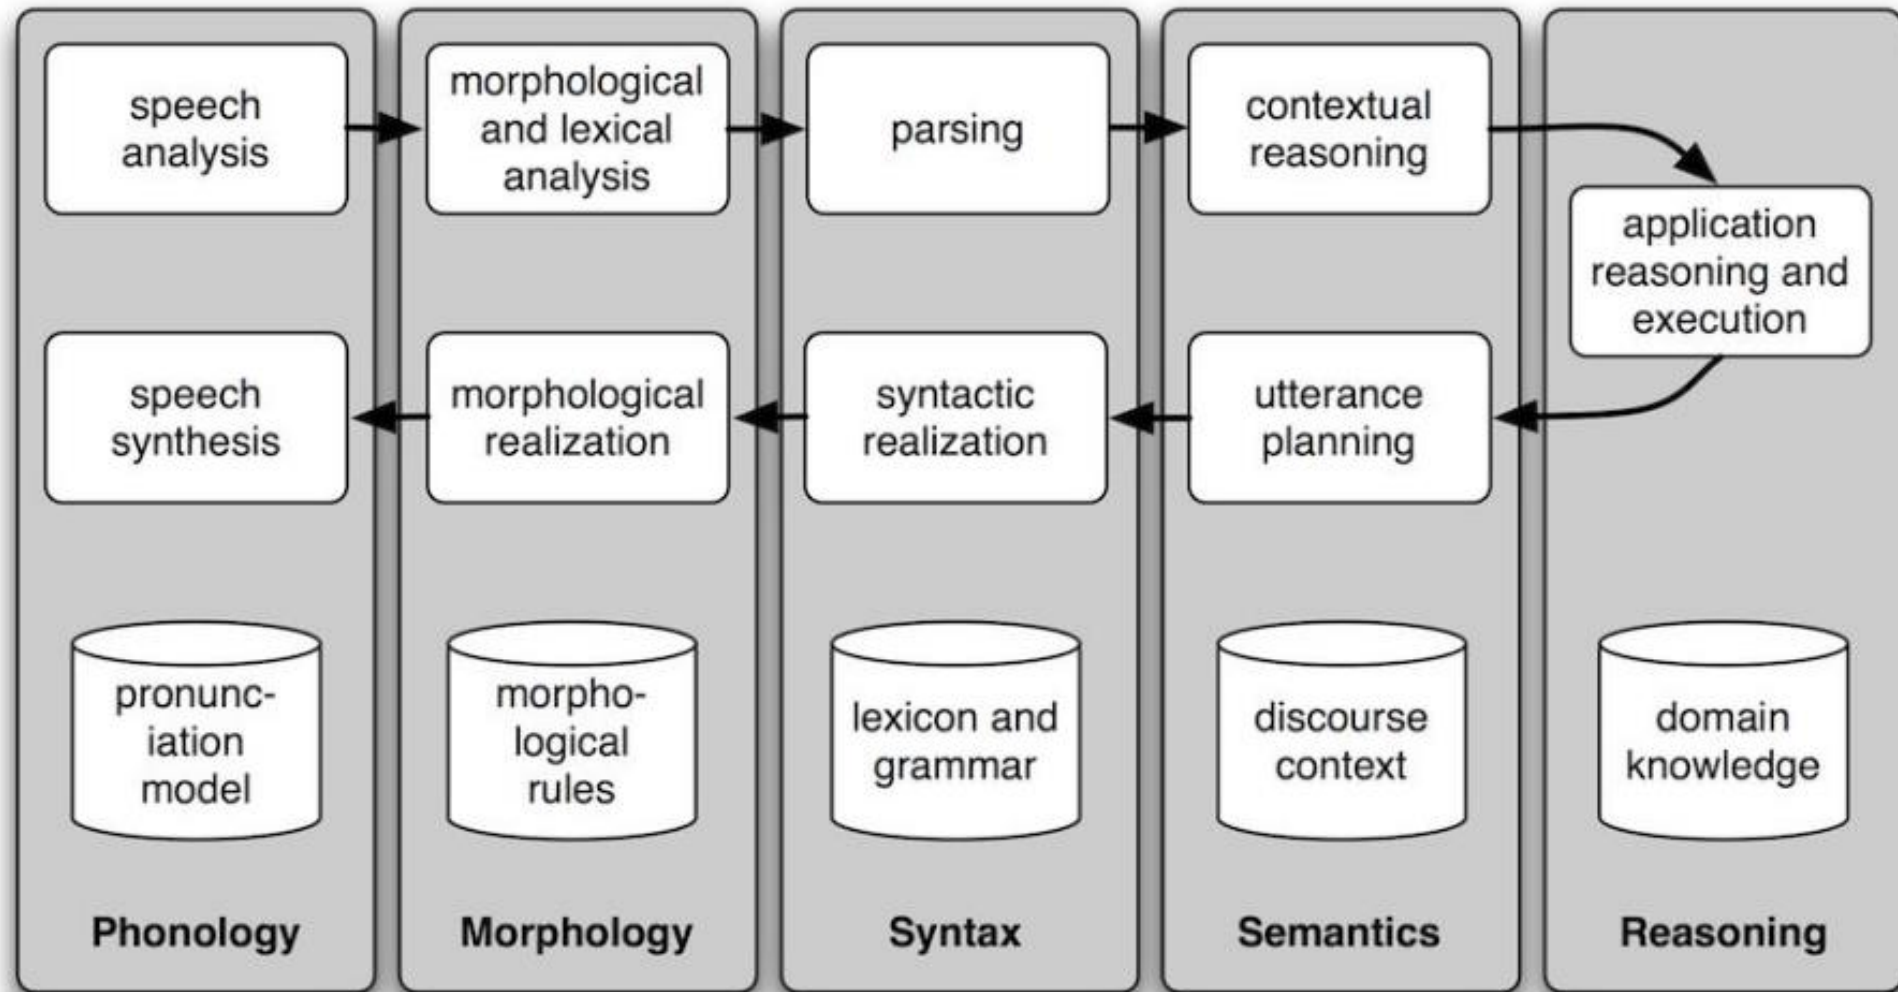 speech
analysis
morphological
and lexical
analysis
parsing
contextual
reasoning
application
reasoning and
execution
speech
synthesis
morphological
realization
syntactic
realization
utterance
planning
pronunc-
iation
model
morpho-
logical
rules
lexicon and
grammar
discourse
context
domain
knowledge
Phonology
Morphology
Syntax
Semantics
Reasoning